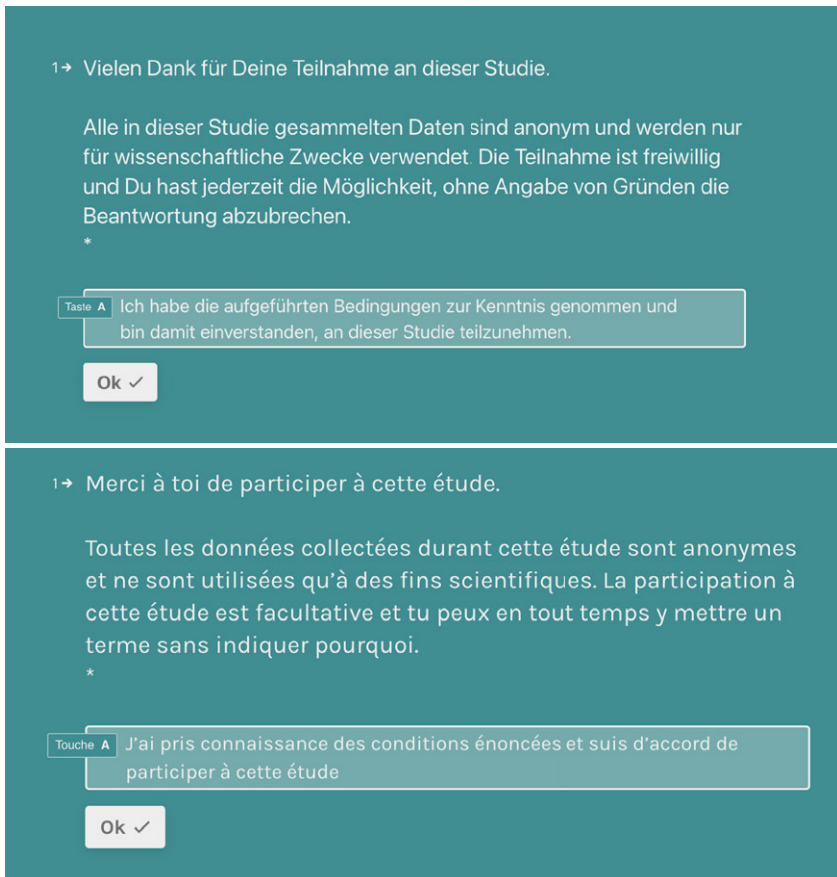 1→ Vielen Dank für Deine Teilnahme an dieser Studie.
Alle in dieser Studie gesammelten Daten sind anonym und werden nur
für wissenschaftliche Zwecke verwendet. Die Teilnahme ist freiwillig
und Du hast jederzeit die Möglichkeit, ohne Angabe von Gründen die
Beantwortung abzubrechen.
*
Taste A Ich habe die aufgeführten Bedingungen zur Kenntnis genommen und
bin damit einverstanden, an dieser Studie teilzunehmen.
Ok ✓
1→ Merci à toi de participer à cette étude.
Toutes les données collectées durant cette étude sont anonymes
et ne sont utilisées qu'à des fins scientifiques. La participation à
cette étude est facultative et tu peux en tout temps y mettre un
terme sans indiquer pourquoi.
*
Touche A J'ai pris connaissance des conditions énoncées et suis d'accord de
participer à cette étude
Ok ✓